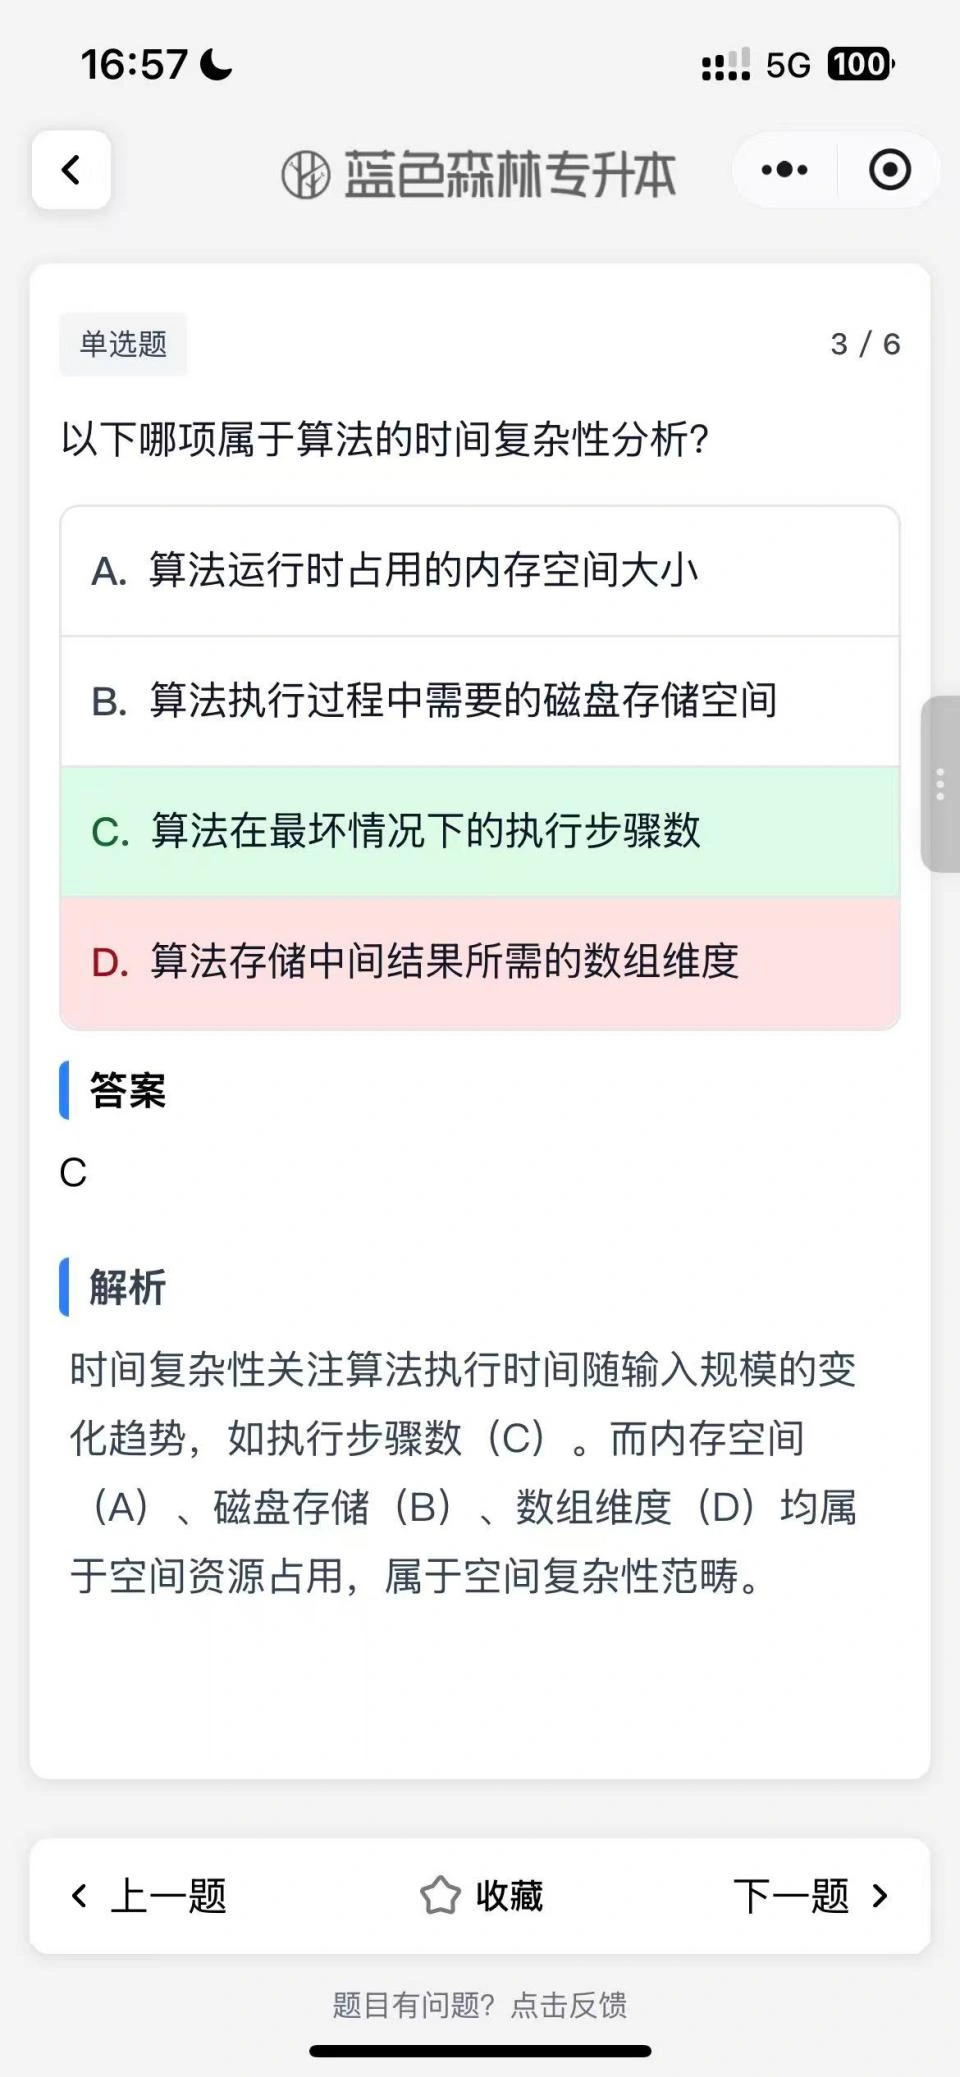 16:57
5G 100
蓝色森林专升本
单选题
3 / 6
以下哪项属于算法的时间复杂性分析?
A. 算法运行时占用的内存空间大小
B. 算法执行过程中需要的磁盘存储空间
C. 算法在最坏情况下的执行步骤数
D. 算法存储中间结果所需的数组维度
答案
C
解析
时间复杂性关注算法执行时间随输入规模的变
化趋势，如执行步骤数（C）。而内存空间
（A）、磁盘存储（B）、数组维度（D）均属
于空间资源占用，属于空间复杂性范畴。
上一题
收藏
下一题
题目有问题？点击反馈